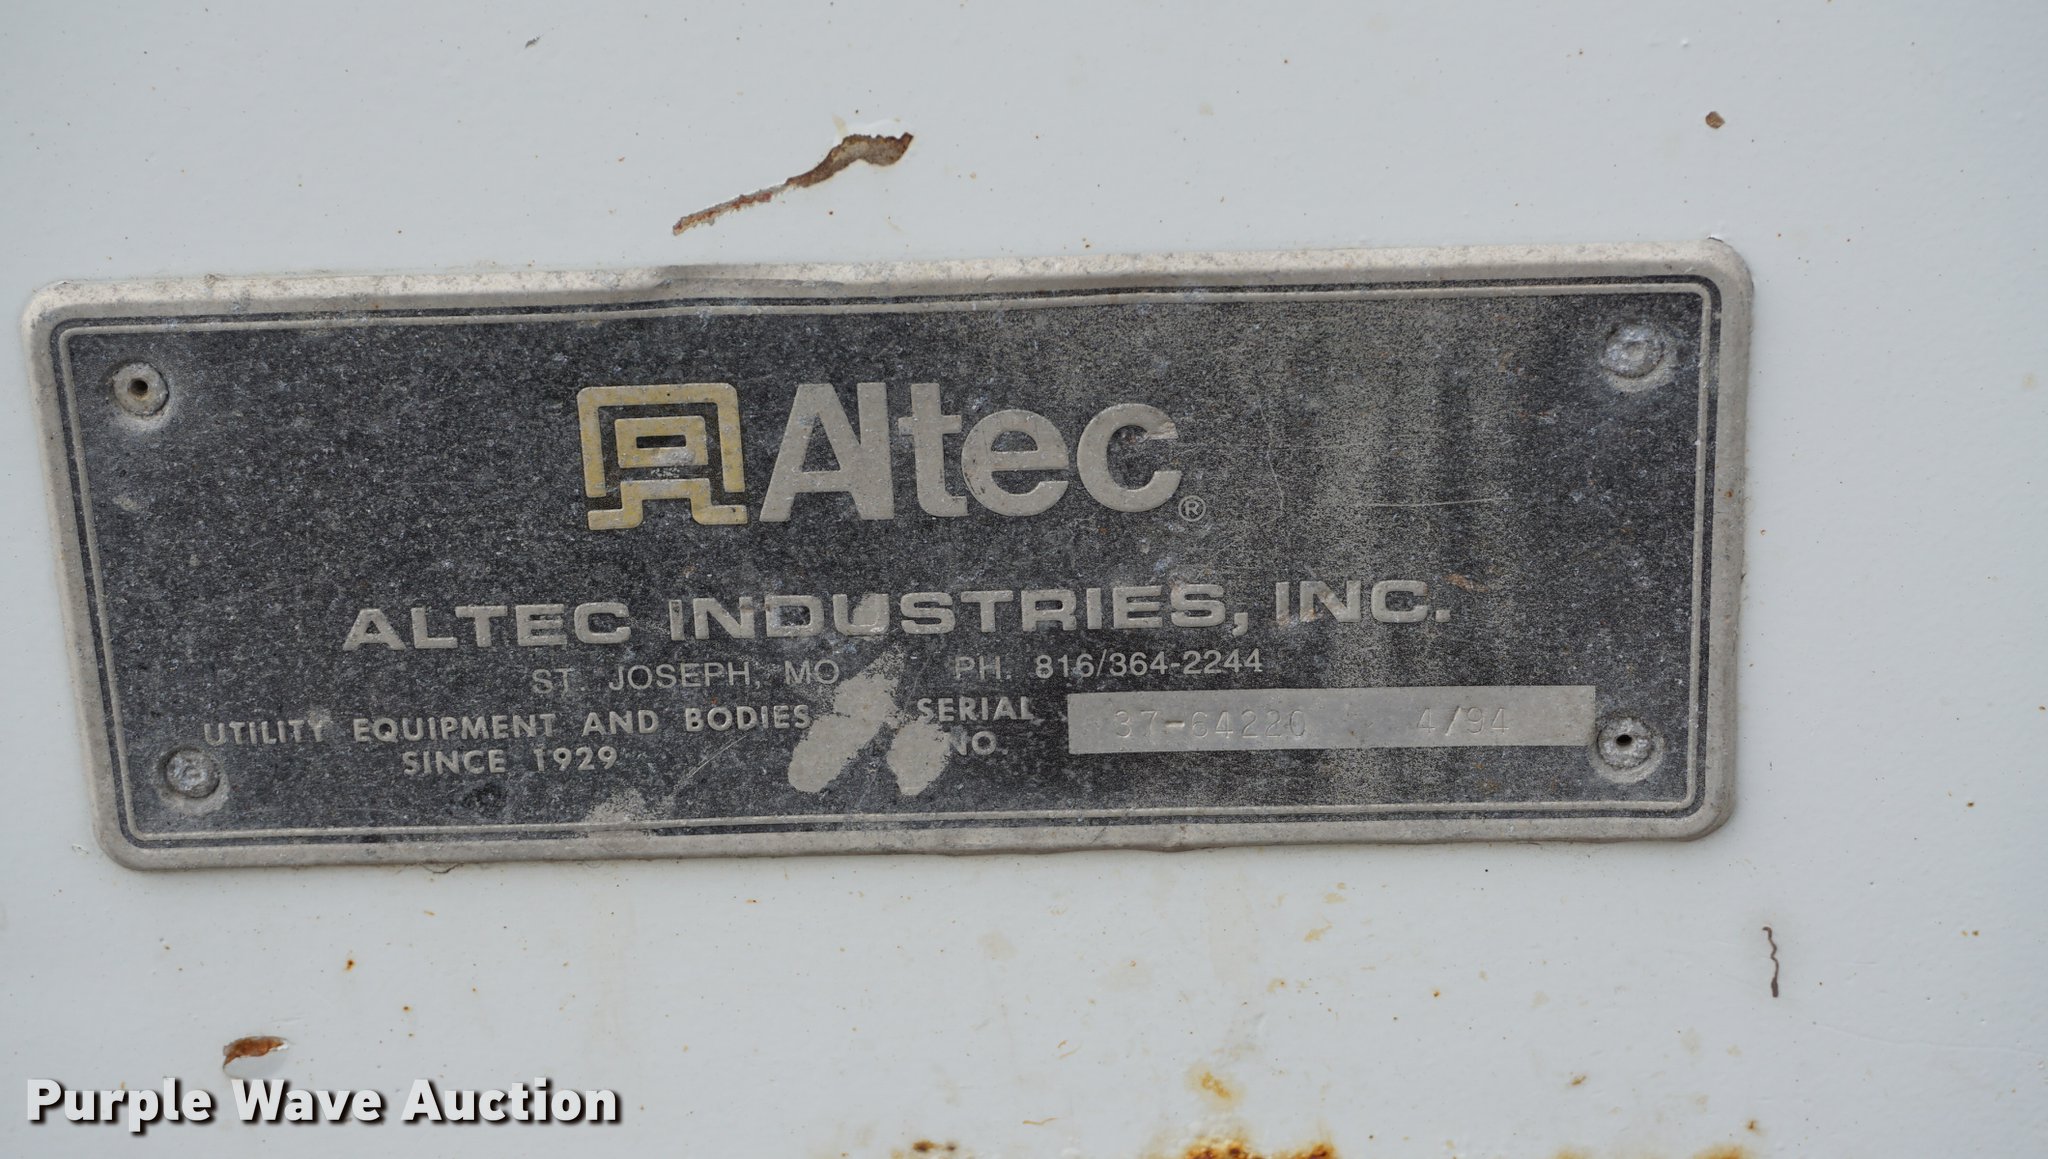 Altec®
ALTEC INDUSTRIES, INC.
ST. JOSEPH, MO PH. 816/364-2244
UTILITY EQUIPMENT AND BODIES
SINCE 1929
SERIAL
NO.
37-64220 4/94
Purple Wave Auction